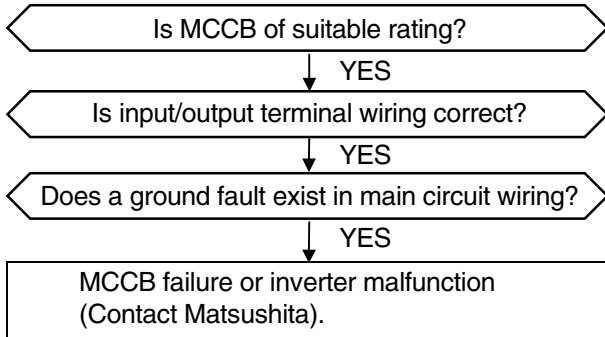 Is MCCB of suitable rating?
YES
Is input/output terminal wiring correct?
YES
Does a ground fault exist in main circuit wiring?
YES
MCCB failure or inverter malfunction
(Contact Matsushita).